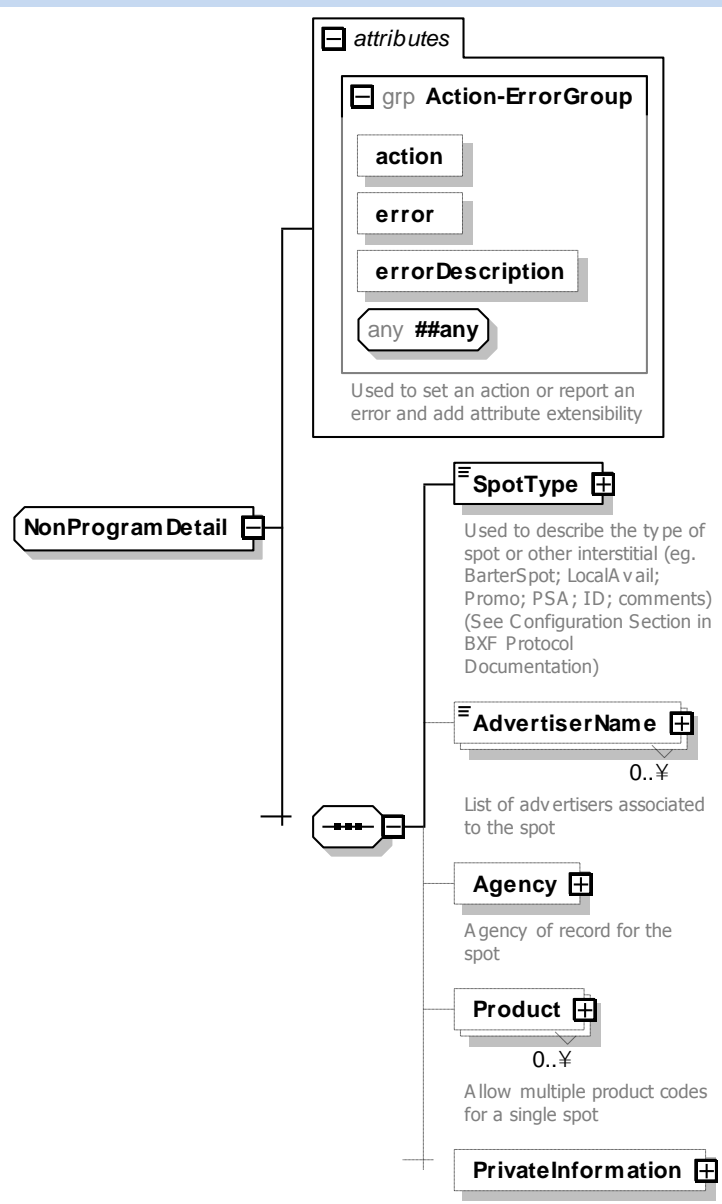 attributes
grp Action-ErrorGroup
action
error
errorDescription
any ##any
Used to set an action or report an
error and add attribute extensibility
NonProgramDetail
SpotType
Used to describe the type of
spot or other interstitial (eg.
BarterSpot; LocalAvail;
Promo; PSA; ID; comments)
(See Configuration Section in
BXF Protocol
Documentation)
AdvertiserName
0..¥
List of advertisers associated
to the spot
Agency
Agency of record for the
spot
Product
0..¥
Allow multiple product codes
for a single spot
PrivateInformation